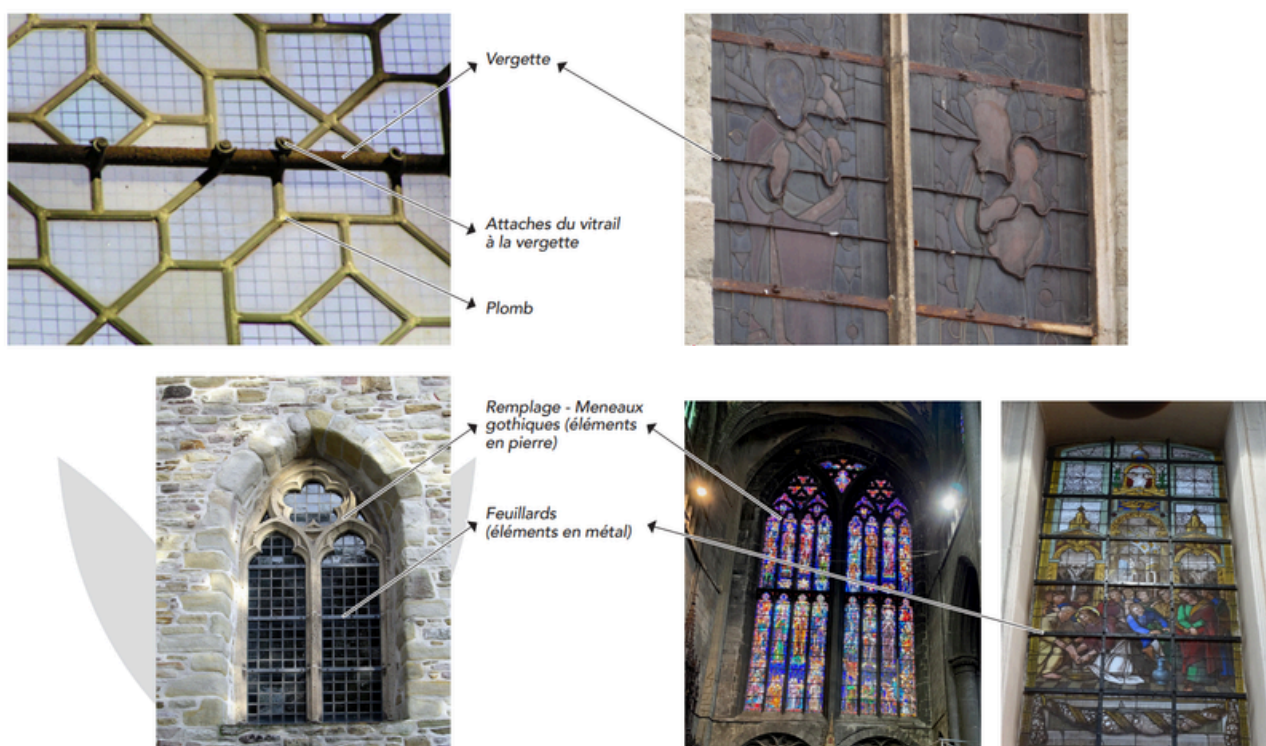 Vergette
Attaches du vitrail
à la vergette
Plomb
Remplage - Meneaux
gothiques (éléments
en pierre)
Feuillards
(éléments en métal)